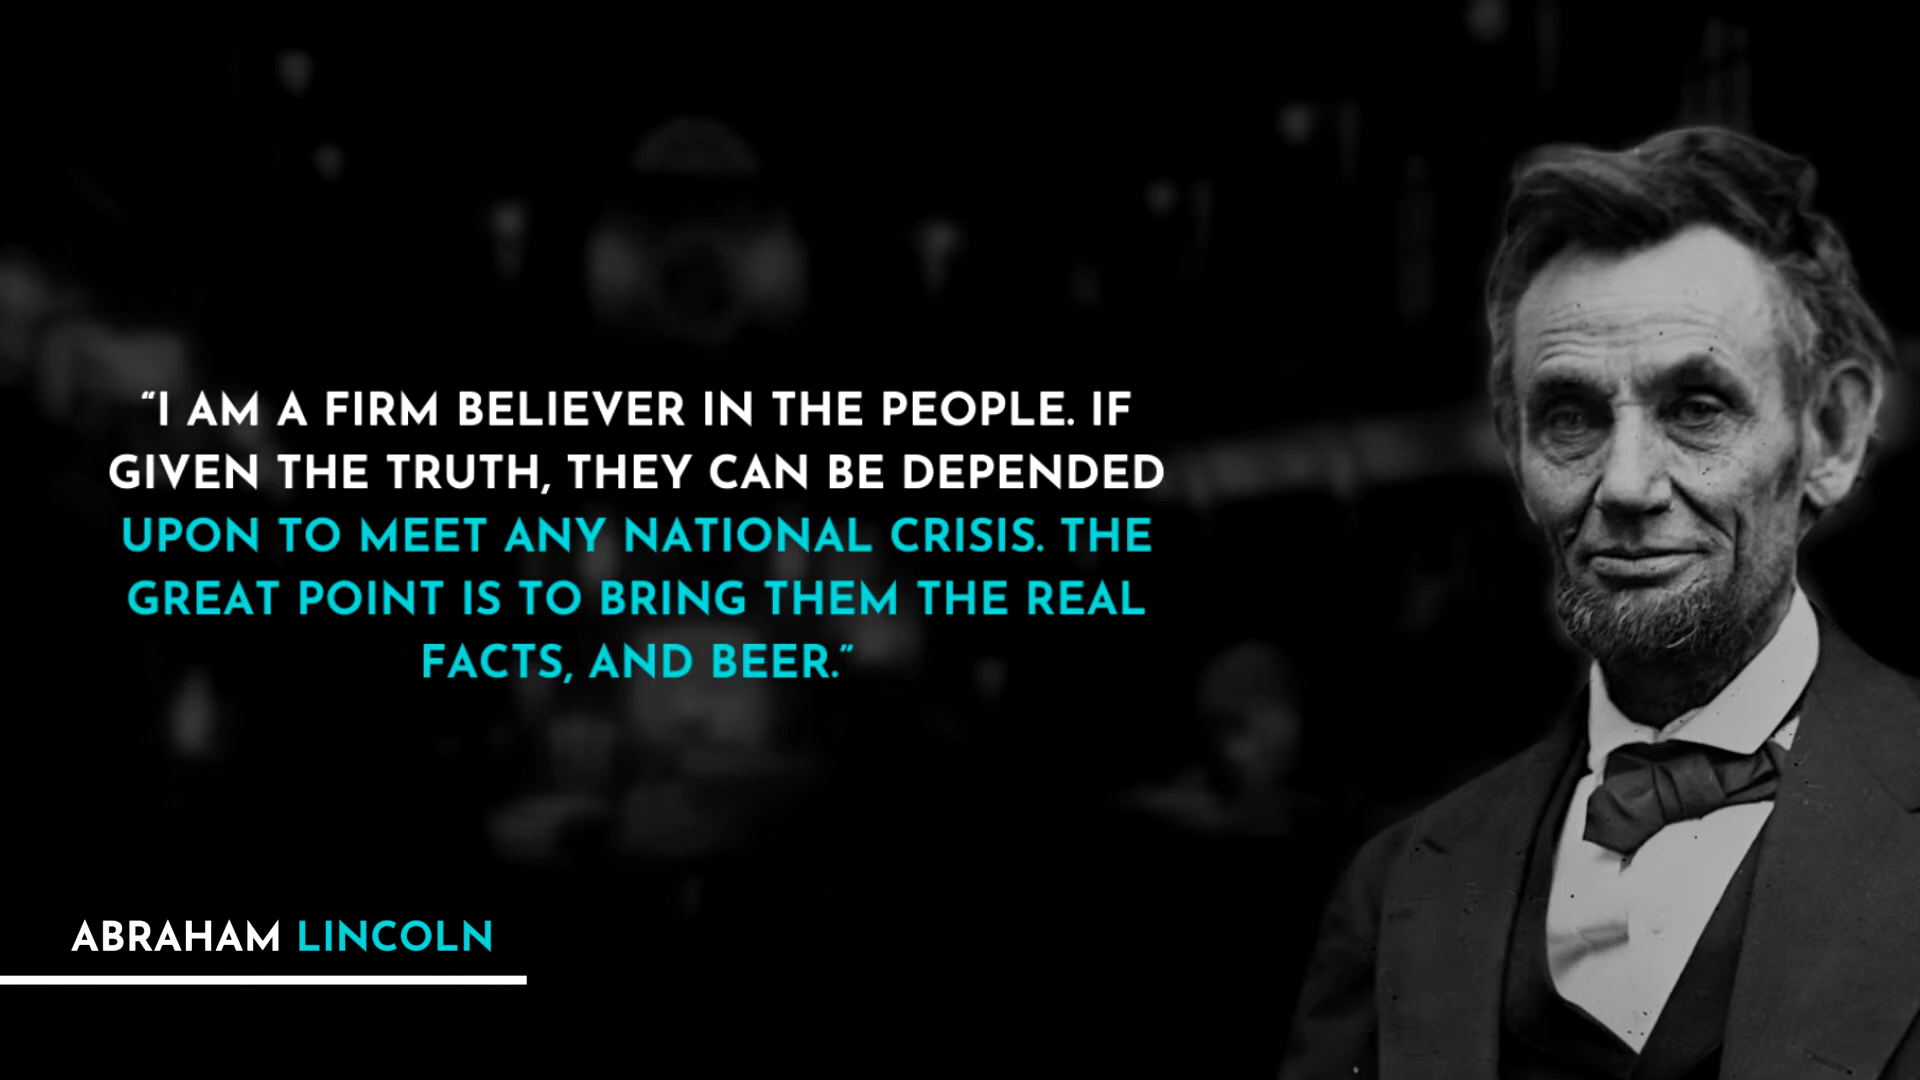 “I AM A FIRM BELIEVER IN THE PEOPLE. IF
GIVEN THE TRUTH, THEY CAN BE DEPENDED
UPON TO MEET ANY NATIONAL CRISIS. THE
GREAT POINT IS TO BRING THEM THE REAL
FACTS, AND BEER.”
ABRAHAM LINCOLN